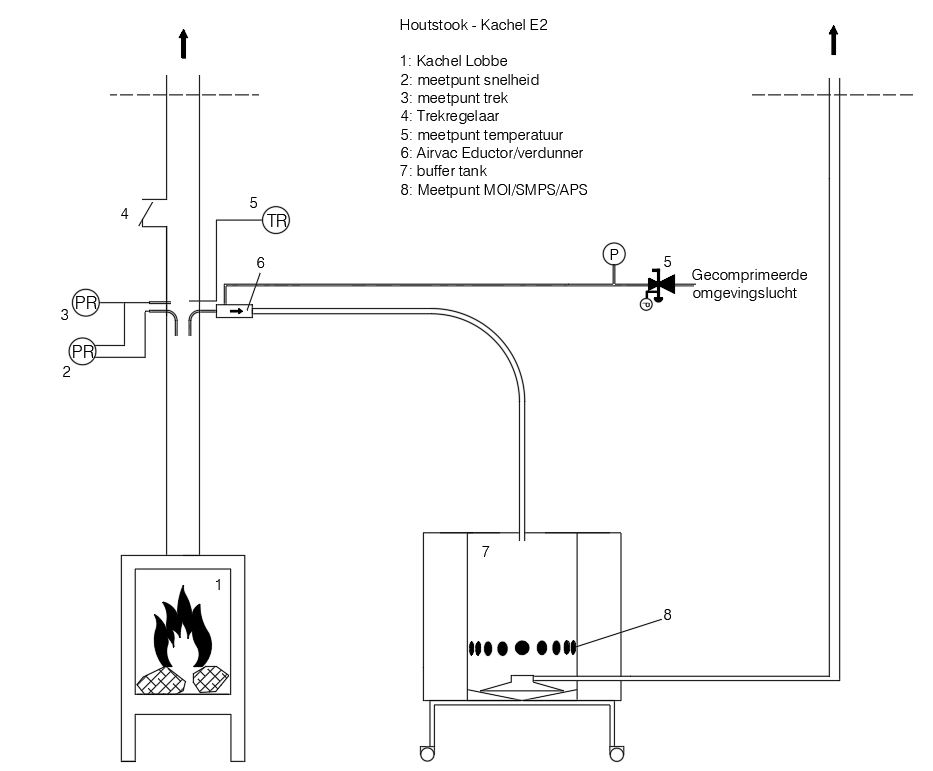 Houtstook - Kachel E2
1: Kachel Lobbe
2: meetpunt snelheid
3: meetpunt trek
4: Trekregelaar
5: meetpunt temperatuur
6: Airvac Eductor/verdunner
7: buffer tank
8: Meetpunt MOI/SMPS/APS
4
5
TR
6
P
5
Gecomprimeerde
omgevingslucht
P
PR
3
PR
2
7
1
8